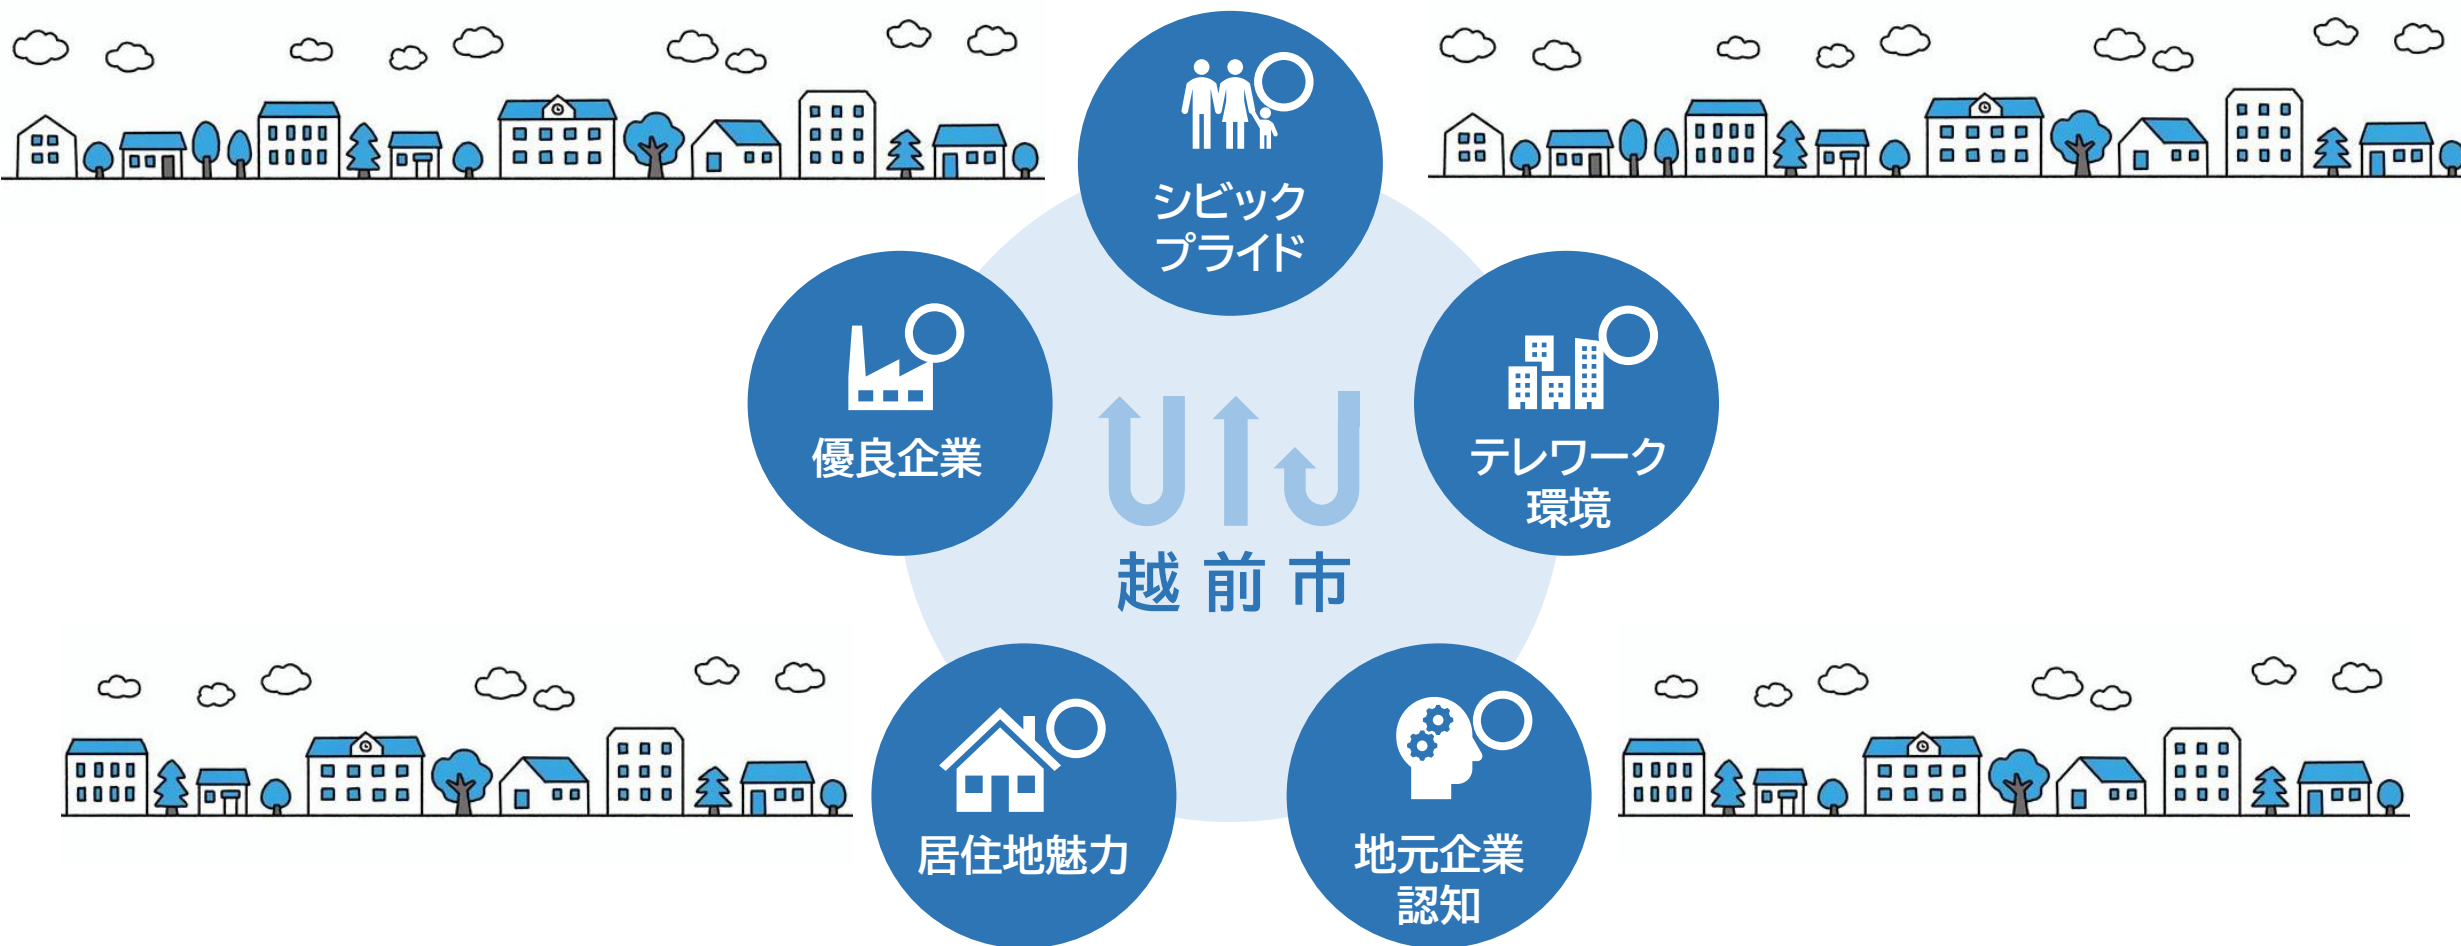 シビック
プライド
優良企業
テレワーク
環境
UIJ
越前市
居住地魅力
地元企業
認知